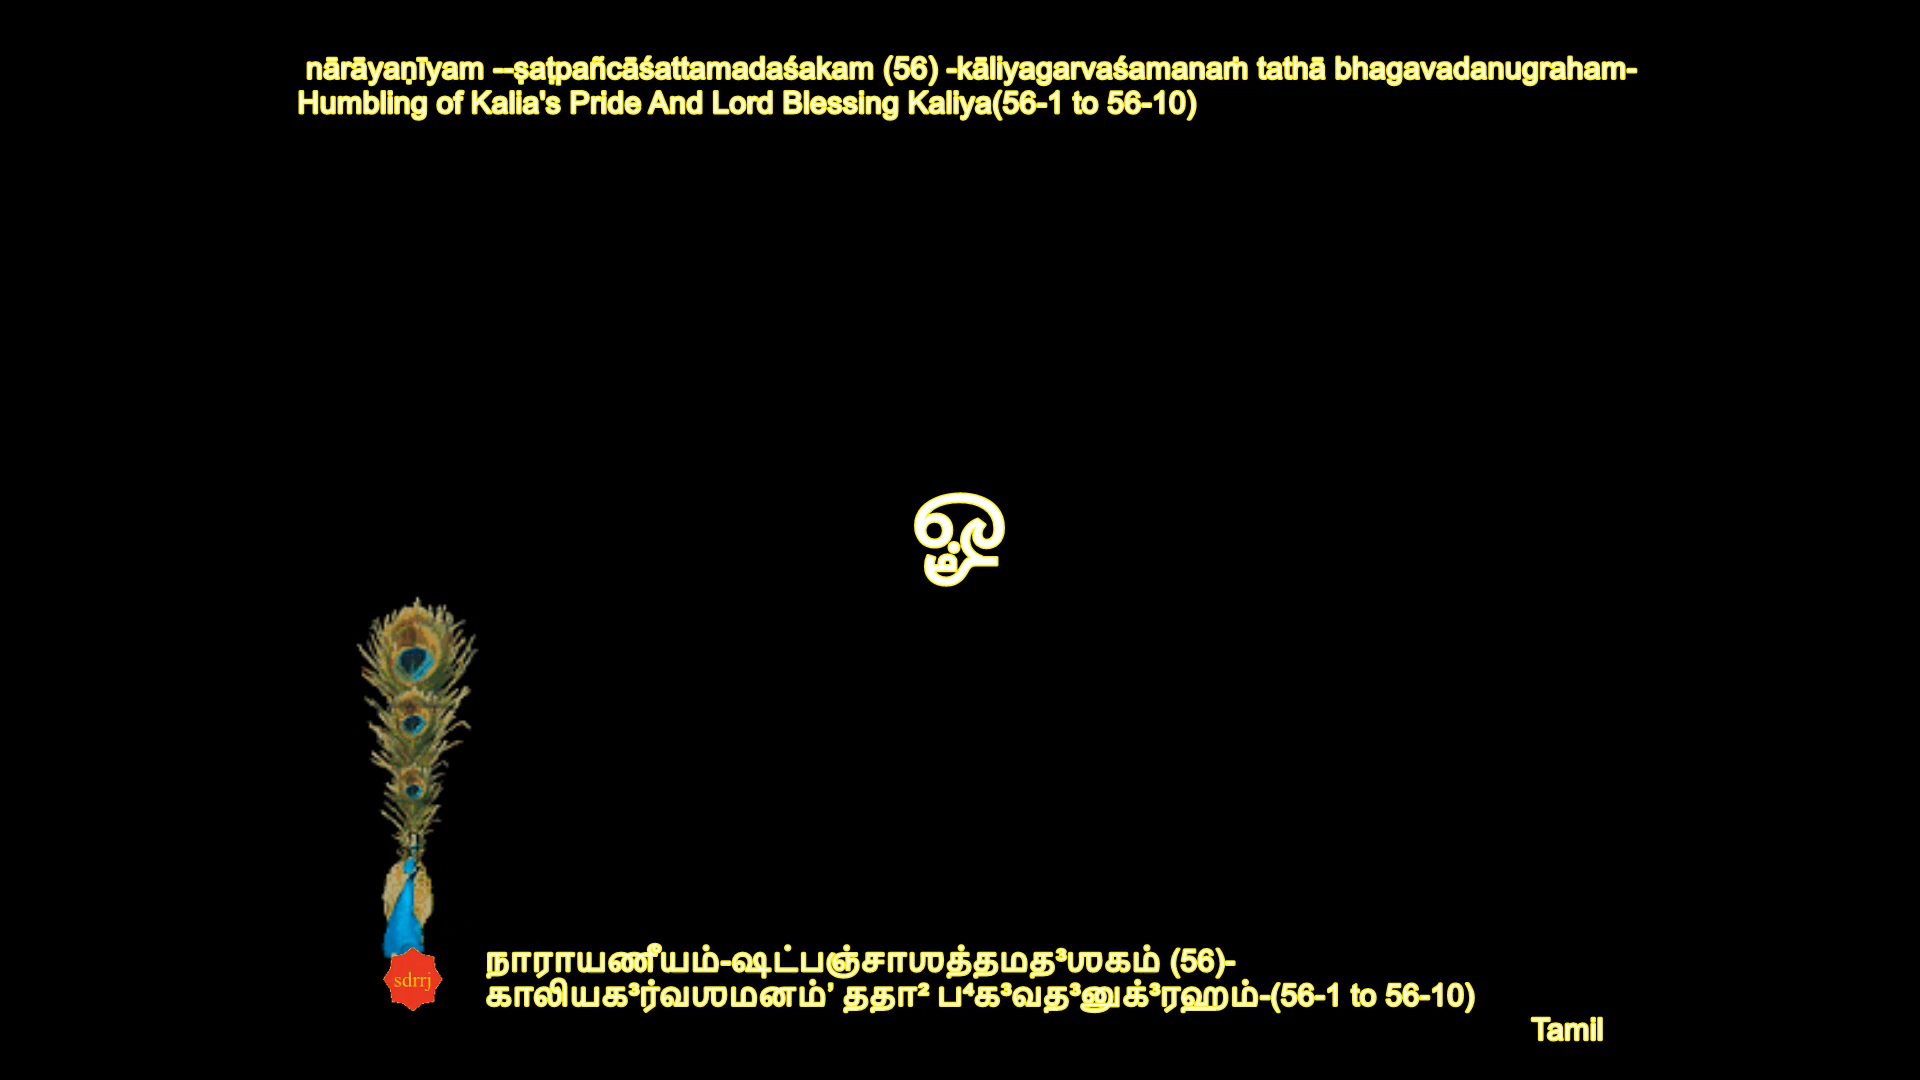 nārāyaṇīyam --ṣaṭpañcāśattamadaśakam (56) -kāliyagarvaśamanaṁ tathā bhagavadanugraham-
Humbling of Kalia's Pride And Lord Blessing Kaliya(56-1 to 56-10)
ௐ
sdrrj
நாராயணீயம்-ஷட்பஞ்சாஶத்தமத³ஶகம் (56)-
காலியக³ர்வஶமனம்ʼ ததா² ப⁴க³வத³னுக்³ரஹம்-(56-1 to 56-10)
Tamil